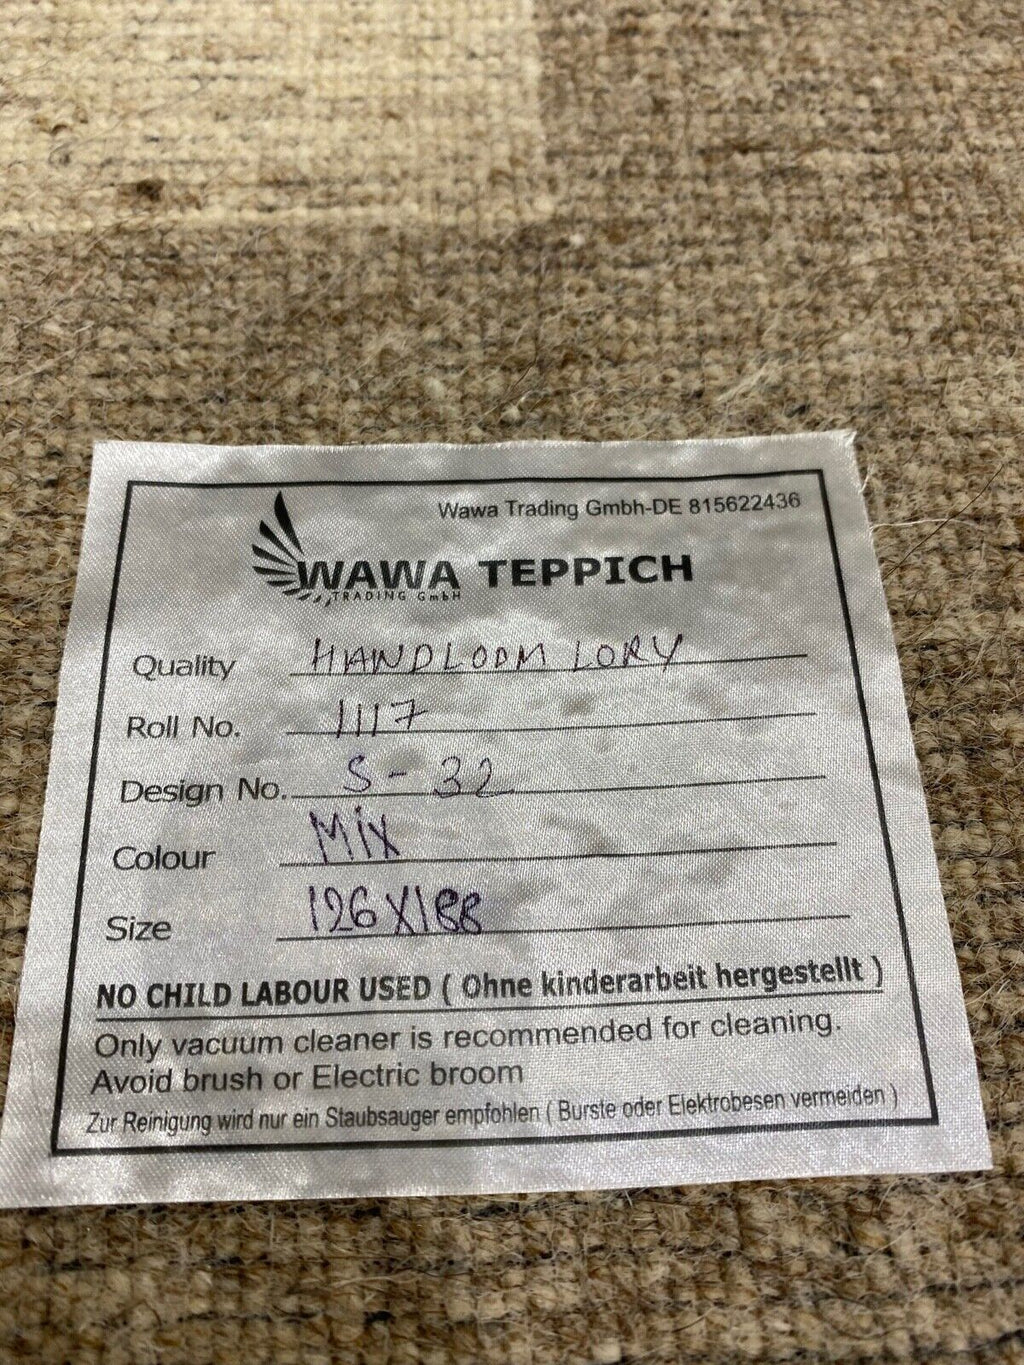 Wawa Trading Gmbh-DE 815622436
WAWA TEPPICH
TRADING GmbH
Quality HANDLOOM LORY
Roll No. 1117
Design No. S-32
Colour Mix
Size 126X188
NO CHILD LABOUR USED ( Ohne kinderarbeit hergestellt )
Only vacuum cleaner is recommended for cleaning.
Avoid brush or Electric broom
Zur Reinigung wird nur ein Staubsauger empfohlen ( Burste oder Elektrobesen vermeiden )